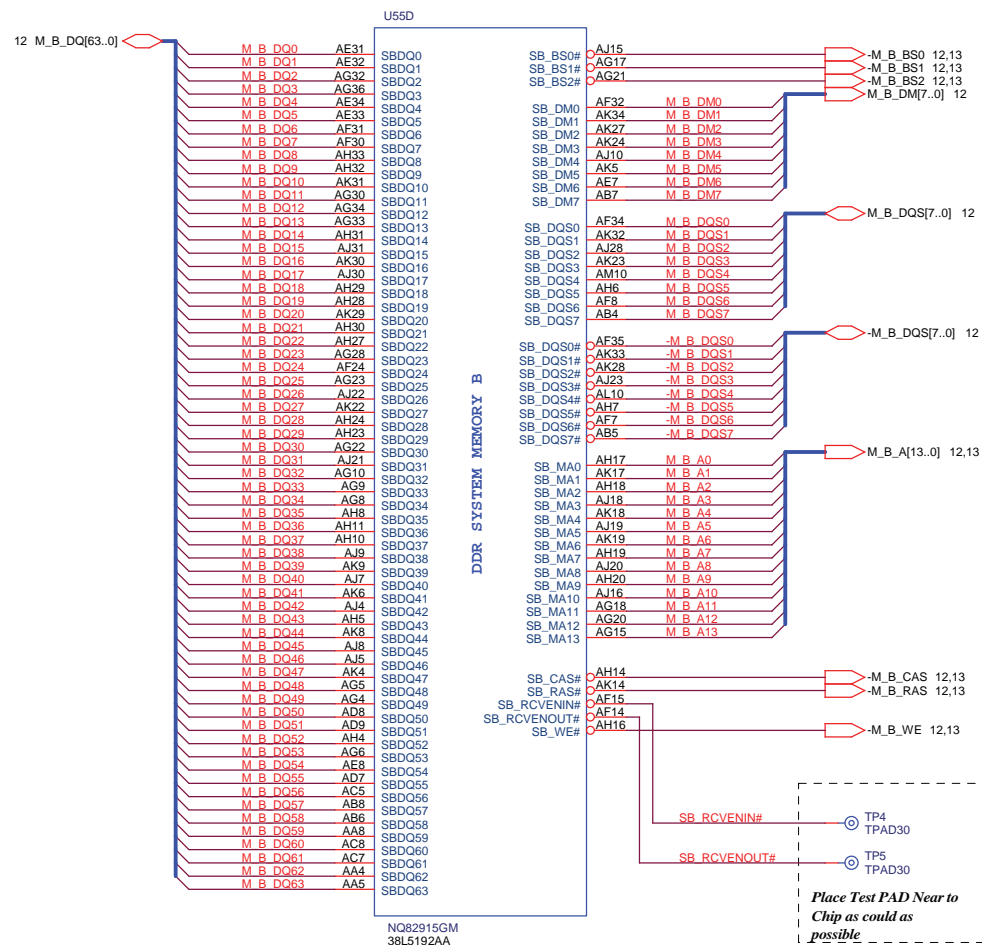 U55D
12 M_B_DQ[63..0]
M_B_DQ0 AE31 SBDQ0
M_B_DQ1 AE32 SBDQ1
M_B_DQ2 AG32 SBDQ2
M_B_DQ3 AG36 SBDQ3
M_B_DQ4 AE34 SBDQ4
M_B_DQ5 AE33 SBDQ5
M_B_DQ6 AF31 SBDQ6
M_B_DQ7 AF30 SBDQ7
M_B_DQ8 AH33 SBDQ8
M_B_DQ9 AH32 SBDQ9
M_B_DQ10 AK31 SBDQ10
M_B_DQ11 AG30 SBDQ11
M_B_DQ12 AG34 SBDQ12
M_B_DQ13 AG33 SBDQ13
M_B_DQ14 AH31 SBDQ14
M_B_DQ15 AJ31 SBDQ15
M_B_DQ16 AK30 SBDQ16
M_B_DQ17 AJ30 SBDQ17
M_B_DQ18 AH29 SBDQ18
M_B_DQ19 AH28 SBDQ19
M_B_DQ20 AK29 SBDQ20
M_B_DQ21 AH30 SBDQ21
M_B_DQ22 AH27 SBDQ22
M_B_DQ23 AG28 SBDQ23
M_B_DQ24 AF24 SBDQ24
M_B_DQ25 AG23 SBDQ25
M_B_DQ26 AJ22 SBDQ26
M_B_DQ27 AK22 SBDQ27
M_B_DQ28 AH24 SBDQ28
M_B_DQ29 AH23 SBDQ29
M_B_DQ30 AG22 SBDQ30
M_B_DQ31 AJ21 SBDQ31
M_B_DQ32 AG10 SBDQ32
M_B_DQ33 AG9 SBDQ33
M_B_DQ34 AG8 SBDQ34
M_B_DQ35 AH8 SBDQ35
M_B_DQ36 AH11 SBDQ36
M_B_DQ37 AH10 SBDQ37
M_B_DQ38 AJ9 SBDQ38
M_B_DQ39 AK9 SBDQ39
M_B_DQ40 AJ7 SBDQ40
M_B_DQ41 AK6 SBDQ41
M_B_DQ42 AJ4 SBDQ42
M_B_DQ43 AH5 SBDQ43
M_B_DQ44 AK8 SBDQ44
M_B_DQ45 AJ8 SBDQ45
M_B_DQ46 AJ5 SBDQ46
M_B_DQ47 AK4 SBDQ47
M_B_DQ48 AG5 SBDQ48
M_B_DQ49 AG4 SBDQ49
M_B_DQ50 AD8 SBDQ50
M_B_DQ51 AD9 SBDQ51
M_B_DQ52 AH4 SBDQ52
M_B_DQ53 AG6 SBDQ53
M_B_DQ54 AE8 SBDQ54
M_B_DQ55 AD7 SBDQ55
M_B_DQ56 AC5 SBDQ56
M_B_DQ57 AB8 SBDQ57
M_B_DQ58 AB6 SBDQ58
M_B_DQ59 AA8 SBDQ59
M_B_DQ60 AC8 SBDQ60
M_B_DQ61 AC7 SBDQ61
M_B_DQ62 AA4 SBDQ62
M_B_DQ63 AA5 SBDQ63
DDR SYSTEM MEMORY B
SB_BS0# AJ15 -M_B_BS0 12,13
SB_BS1# AG17 -M_B_BS1 12,13
SB_BS2# AG21 -M_B_BS2 12,13
M_B_DM[7..0] 12
SB_DM0 AF32 M_B_DM0
SB_DM1 AK34 M_B_DM1
SB_DM2 AK27 M_B_DM2
SB_DM3 AK24 M_B_DM3
SB_DM4 AJ10 M_B_DM4
SB_DM5 AK5 M_B_DM5
SB_DM6 AE7 M_B_DM6
SB_DM7 AB7 M_B_DM7
M_B_DQS[7..0] 12
SB_DQS0 AF34 M_B_DQS0
SB_DQS1 AK32 M_B_DQS1
SB_DQS2 AJ28 M_B_DQS2
SB_DQS3 AK23 M_B_DQS3
SB_DQS4 AM10 M_B_DQS4
SB_DQS5 AH6 M_B_DQS5
SB_DQS6 AF8 M_B_DQS6
SB_DQS7 AB4 M_B_DQS7
-M_B_DQS[7..0] 12
SB_DQS0# AF35 -M_B_DQS0
SB_DQS1# AK33 -M_B_DQS1
SB_DQS2# AK28 -M_B_DQS2
SB_DQS3# AJ23 -M_B_DQS3
SB_DQS4# AL10 -M_B_DQS4
SB_DQS5# AH7 -M_B_DQS5
SB_DQS6# AF7 -M_B_DQS6
SB_DQS7# AB5 -M_B_DQS7
M_B_A[13..0] 12,13
SB_MA0 AH17 M_B_A0
SB_MA1 AK17 M_B_A1
SB_MA2 AH18 M_B_A2
SB_MA3 AJ18 M_B_A3
SB_MA4 AK18 M_B_A4
SB_MA5 AJ19 M_B_A5
SB_MA6 AK19 M_B_A6
SB_MA7 AH19 M_B_A7
SB_MA8 AJ20 M_B_A8
SB_MA9 AH20 M_B_A9
SB_MA10 AJ16 M_B_A10
SB_MA11 AG18 M_B_A11
SB_MA12 AG20 M_B_A12
SB_MA13 AG15 M_B_A13
SB_CAS# AH14 -M_B_CAS 12,13
SB_RAS# AK14 -M_B_RAS 12,13
SB_RCVENIN# AF15
SB_RCVENOUT# AF14
SB_WE# AH16 -M_B_WE 12,13
SB_RCVENIN# TP4
TPAD30
SB_RCVENOUT# TP5
TPAD30
Place Test PAD Near to
Chip as could as
possible
NQ82915GM
38L5192AA